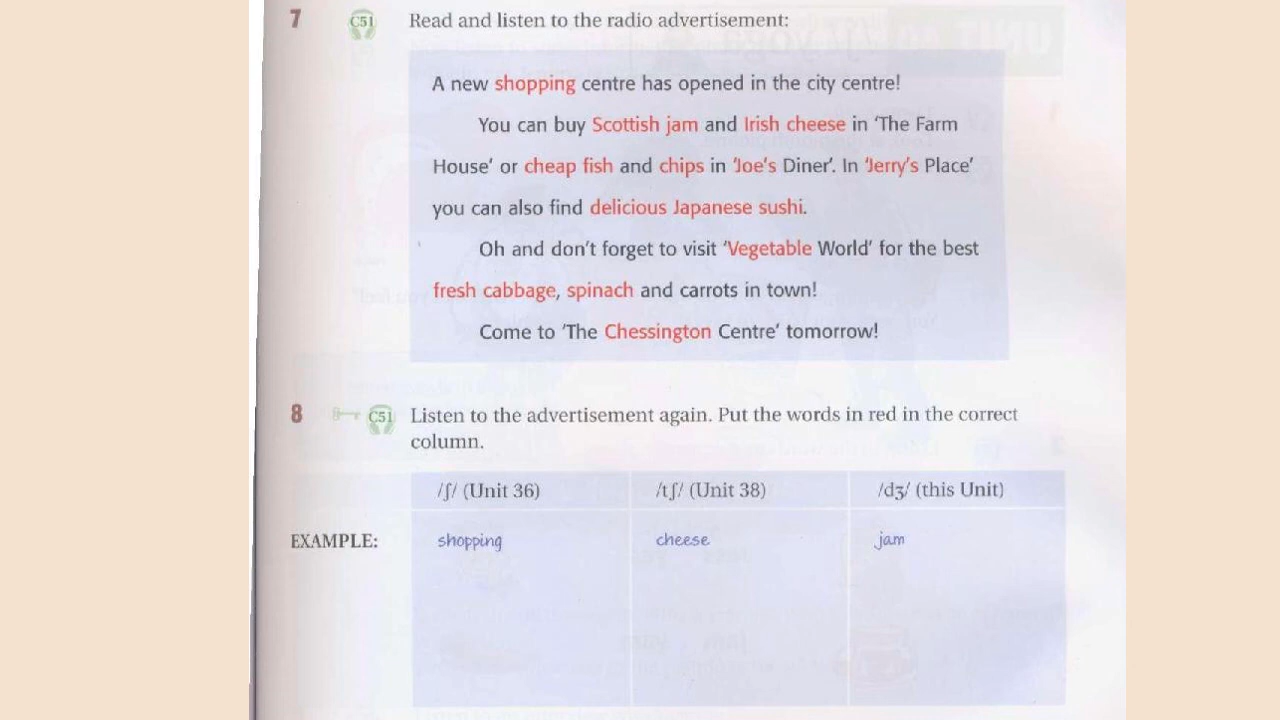 7 C51 Read and listen to the radio advertisement:
A new shopping centre has opened in the city centre!
You can buy Scottish jam and Irish cheese in ‘The Farm
House’ or cheap fish and chips in ‘Joe’s Diner’. In ‘Jerry’s Place’
you can also find delicious Japanese sushi.
Oh and don’t forget to visit ‘Vegetable World’ for the best
fresh cabbage, spinach and carrots in town!
Come to ‘The Chessington Centre’ tomorrow!
8 C51 Listen to the advertisement again. Put the words in red in the correct
column.
/ʃ/ (Unit 36) /tʃ/ (Unit 38) /dʒ/ (this Unit)
EXAMPLE: shopping cheese jam